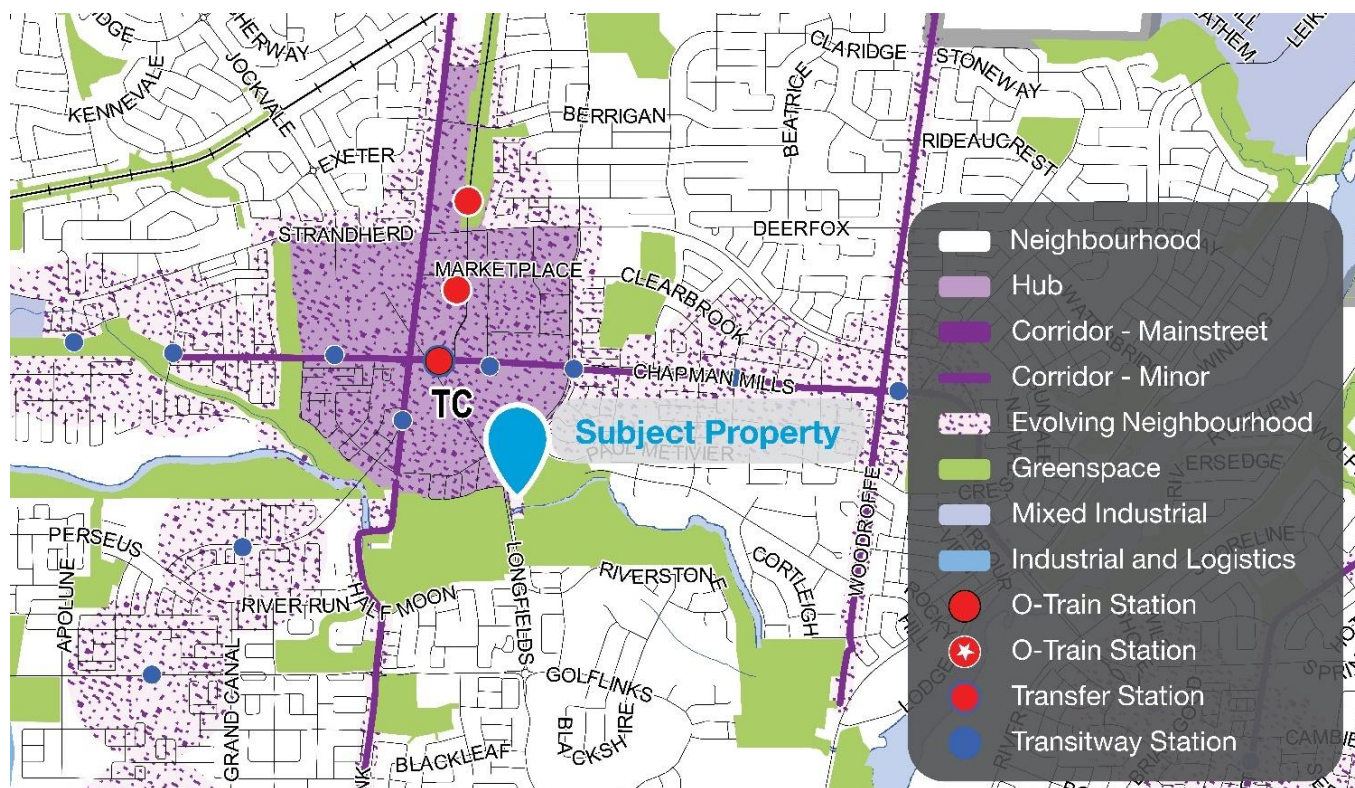 CLARIDGE
STONEWAY
SHERWAY
JOCKVALE
KENNEVALE
BERRIGAN
BEATRICE
RIDEAUCREST
EXETER
STRANDHERD
DEERFOX
MARKETPLACE
CLEARBROOK
CHAPMAN MILLS
TC
Subject Property
PAUL METIVIER
WOODROFFE
PERSEUS
LONGFIELDS
CORTLEIGH
RIVERSTONE
HALF MOON
RIVER RUN
APOLUNE
GRAND CANAL
GOLFLINKS
BLACKLEAF
Neighbourhood
Hub
Corridor - Mainstreet
Corridor - Minor
Evolving Neighbourhood
Greenspace
Mixed Industrial
Industrial and Logistics
O-Train Station
O-Train Station
Transfer Station
Transitway Station